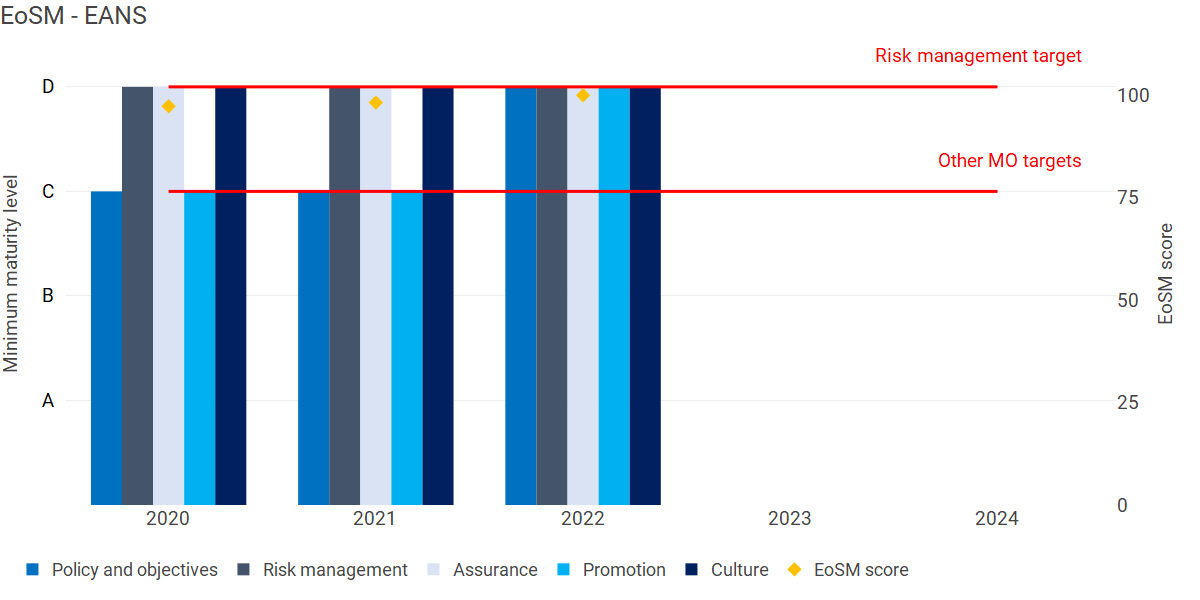 EoSM - EANS
Risk management target
Other MO targets
Minimum maturity level
D
C
B
A
100
75
50
25
0
EoSM score
2020 2021 2022 2023 2024
Policy and objectives Risk management Assurance Promotion Culture EoSM score